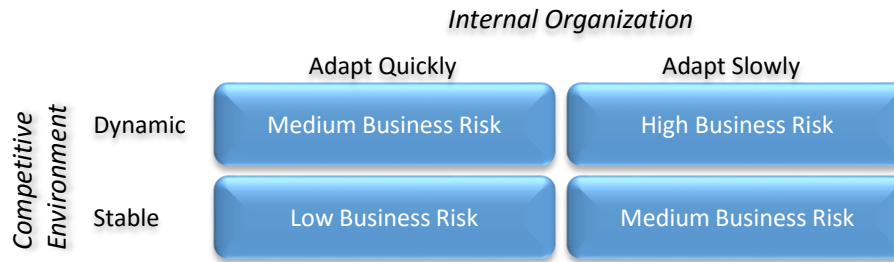 Internal Organization
Adapt Quickly Adapt Slowly
Competitive
Environment
Dynamic Medium Business Risk High Business Risk
Stable Low Business Risk Medium Business Risk